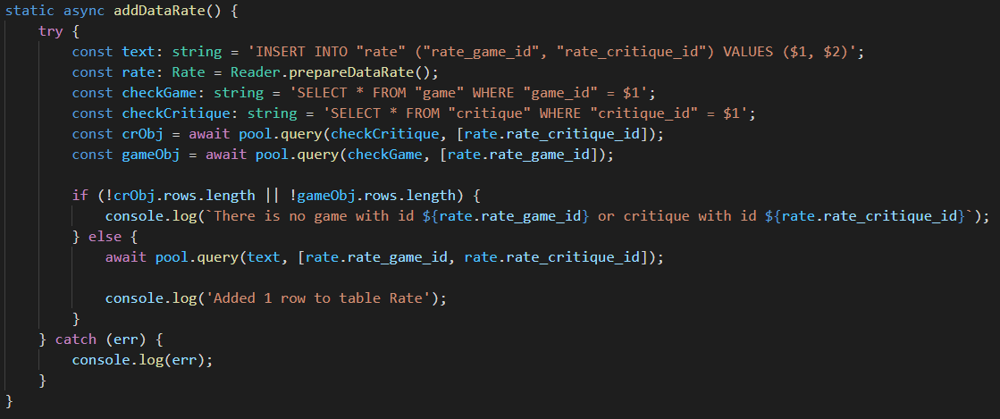 static async addDataRate() {
try {
const text: string = 'INSERT INTO "rate" ("rate_game_id", "rate_critique_id") VALUES ($1, $2)';
const rate: Rate = Reader.prepareDataRate();
const checkGame: string = 'SELECT * FROM "game" WHERE "game_id" = $1';
const checkCritique: string = 'SELECT * FROM "critique" WHERE "critique_id" = $1';
const crObj = await pool.query(checkCritique, [rate.rate_critique_id]);
const gameObj = await pool.query(checkGame, [rate.rate_game_id]);
if (!crObj.rows.length || !gameObj.rows.length) {
console.log(`There is no game with id ${rate.rate_game_id} or critique with id ${rate.rate_critique_id}`);
} else {
await pool.query(text, [rate.rate_game_id, rate.rate_critique_id]);
console.log('Added 1 row to table Rate');
}
} catch (err) {
console.log(err);
}
}